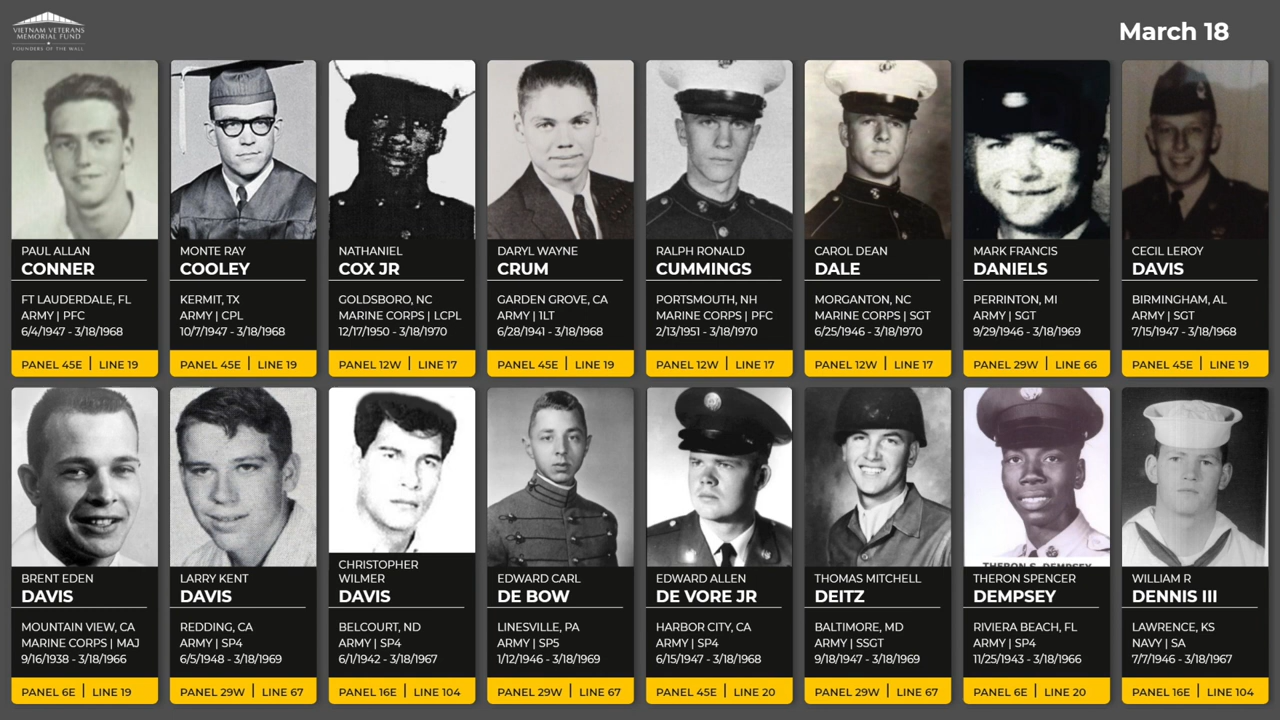 VIETNAM VETERANS
MEMORIAL FUND
FOUNDERS OF THE WALL
March 18
PAUL ALLAN
CONNER
FT LAUDERDALE, FL
ARMY | PFC
6/4/1947 - 3/18/1968
PANEL 45E | LINE 19
MONTE RAY
COOLEY
KERMIT, TX
ARMY | CPL
10/7/1947 - 3/18/1968
PANEL 45E | LINE 19
NATHANIEL
COX JR
GOLDSBORO, NC
MARINE CORPS | LCPL
12/17/1950 - 3/18/1970
PANEL 12W | LINE 17
DARYL WAYNE
CRUM
GARDEN GROVE, CA
ARMY | 1LT
6/28/1941 - 3/18/1968
PANEL 45E | LINE 19
RALPH RONALD
CUMMINGS
PORTSMOUTH, NH
MARINE CORPS | PFC
2/13/1951 - 3/18/1970
PANEL 12W | LINE 17
CAROL DEAN
DALE
MORGANTON, NC
MARINE CORPS | SGT
6/25/1946 - 3/18/1970
PANEL 12W | LINE 17
MARK FRANCIS
DANIELS
PERRINTON, MI
ARMY | SGT
9/29/1946 - 3/18/1969
PANEL 29W | LINE 66
CECIL LEROY
DAVIS
BIRMINGHAM, AL
ARMY | SGT
7/15/1947 - 3/18/1968
PANEL 45E | LINE 19
BRENT EDEN
DAVIS
MOUNTAIN VIEW, CA
MARINE CORPS | MAJ
9/16/1938 - 3/18/1966
PANEL 6E | LINE 19
LARRY KENT
DAVIS
REDDING, CA
ARMY | SP4
6/5/1948 - 3/18/1969
PANEL 29W | LINE 67
CHRISTOPHER
WILMER
DAVIS
BELCOURT, ND
ARMY | SP4
6/1/1942 - 3/18/1967
PANEL 16E | LINE 104
EDWARD CARL
DE BOW
LINESVILLE, PA
ARMY | SP5
1/12/1946 - 3/18/1969
PANEL 29W | LINE 67
EDWARD ALLEN
DE VORE JR
HARBOR CITY, CA
ARMY | SP4
6/15/1947 - 3/18/1968
PANEL 45E | LINE 20
THOMAS MITCHELL
DEITZ
BALTIMORE, MD
ARMY | SSGT
9/18/1947 - 3/18/1969
PANEL 29W | LINE 67
THERON S. DEMPSEY
THERON SPENCER
DEMPSEY
RIVIERA BEACH, FL
ARMY | SP4
11/25/1943 - 3/18/1966
PANEL 6E | LINE 20
WILLIAM R
DENNIS III
LAWRENCE, KS
NAVY | SA
7/7/1946 - 3/18/1967
PANEL 16E | LINE 104